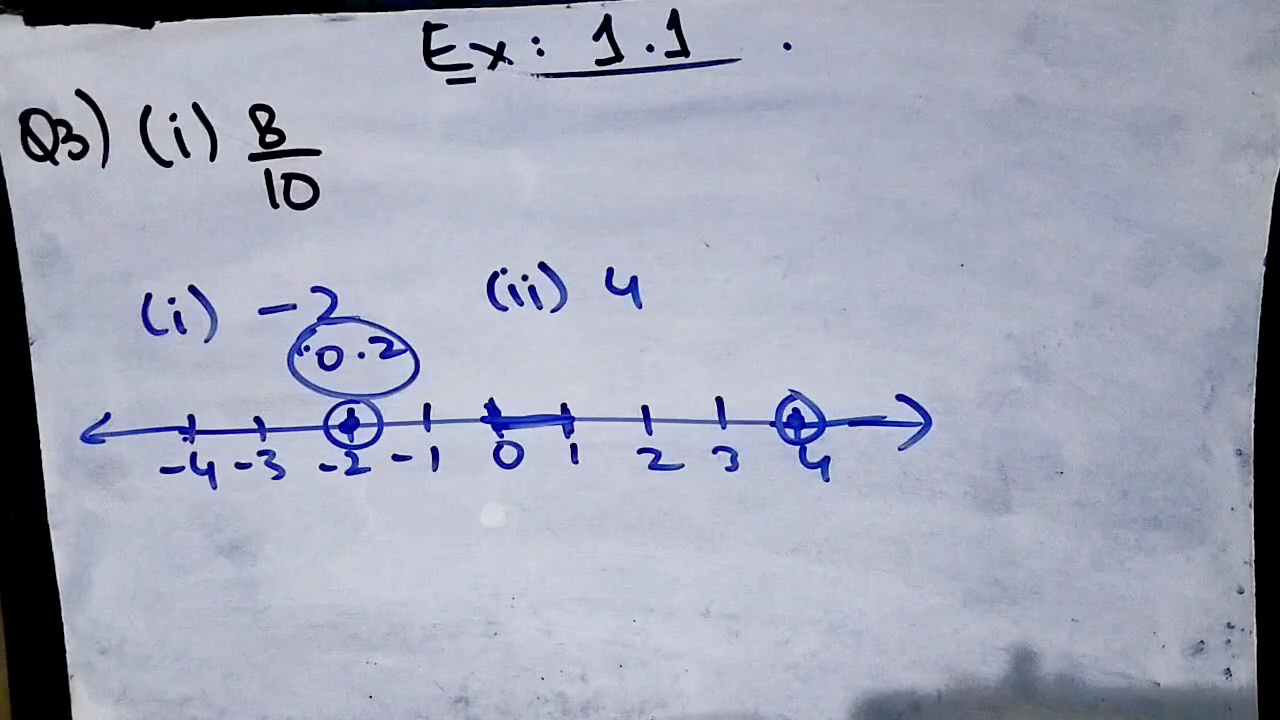 Ex: 1.1 .
Q3) (i) 8/10
(i) -2 (ii) 4
0.2
-4 -3 -2 -1 0 1 2 3 4